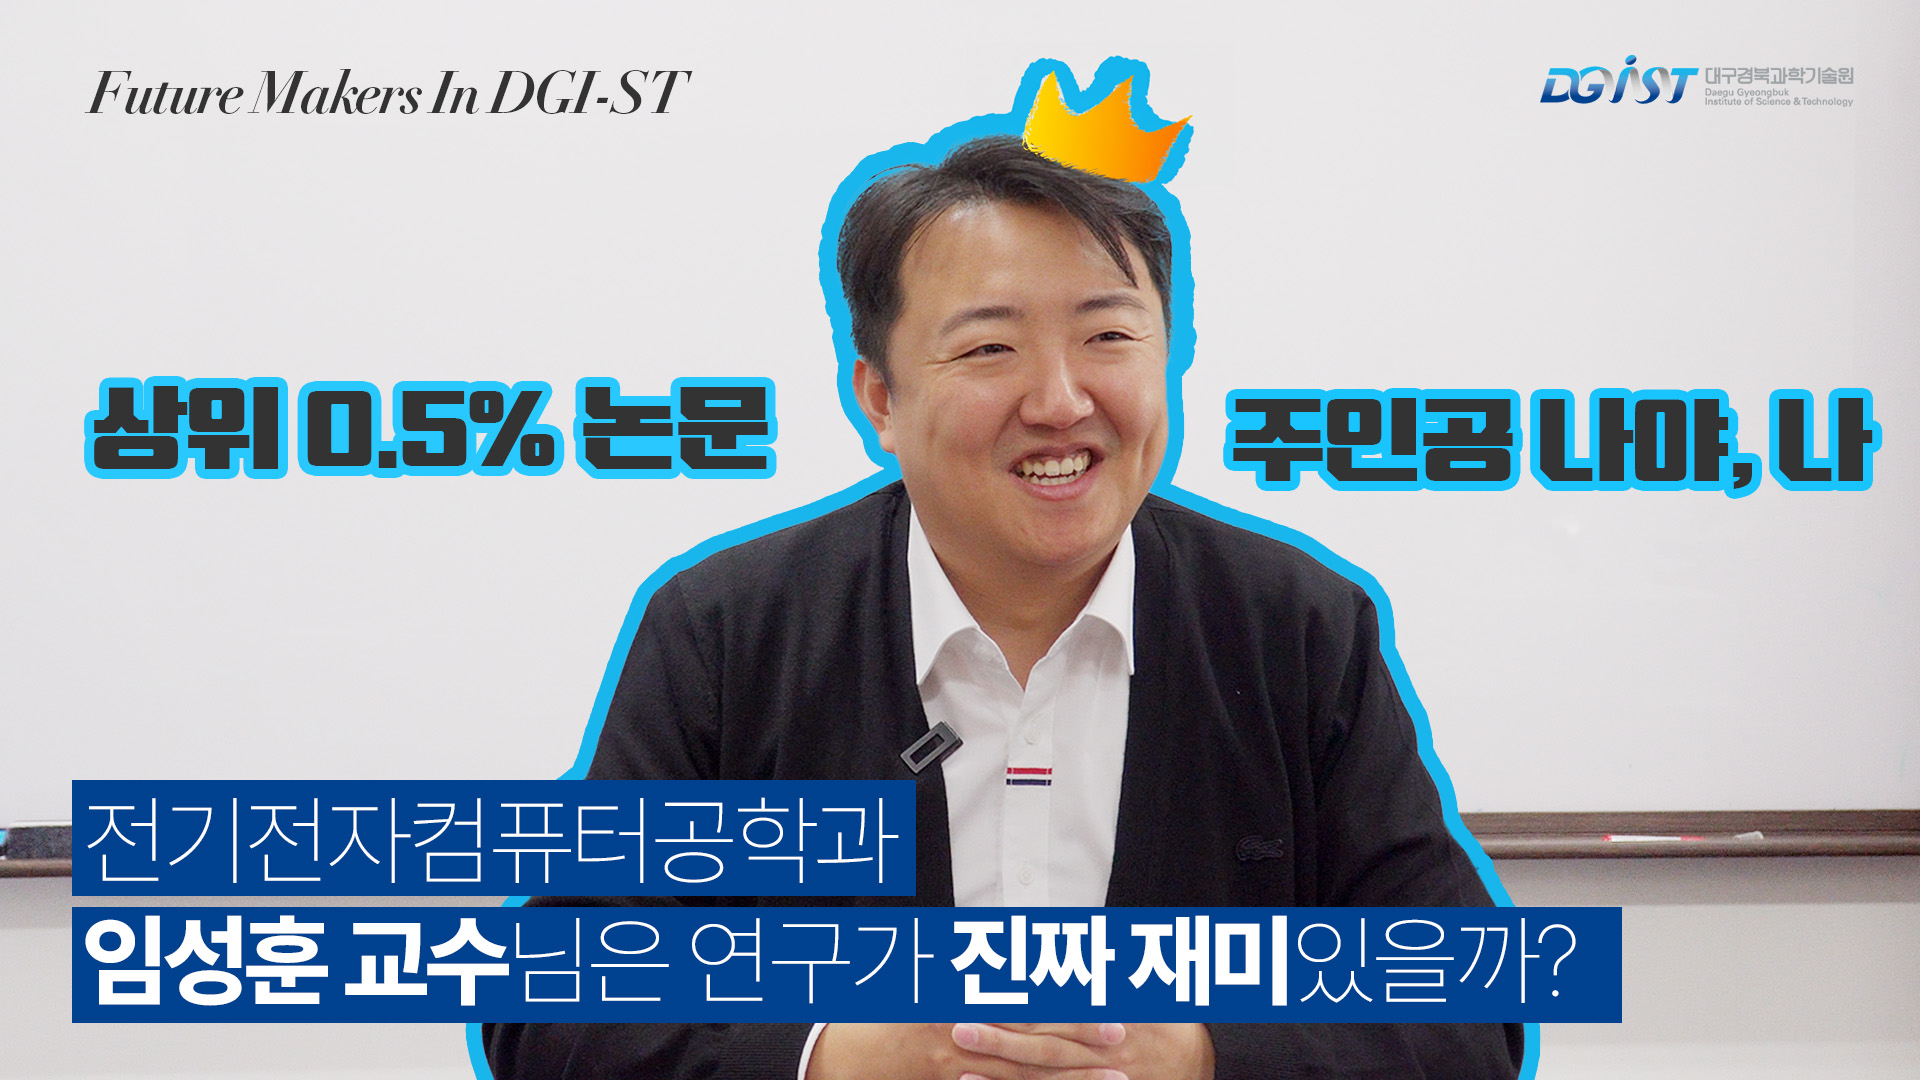 Future Makers In DGI-ST
DGIST 대구경북과학기술원
Daegu Gyeongbuk
Institute of Science & Technology
상위 0.5% 논문
주인공 나야, 나
전기전자컴퓨터공학과
임성훈 교수님은 연구가 진짜 재미있을까?